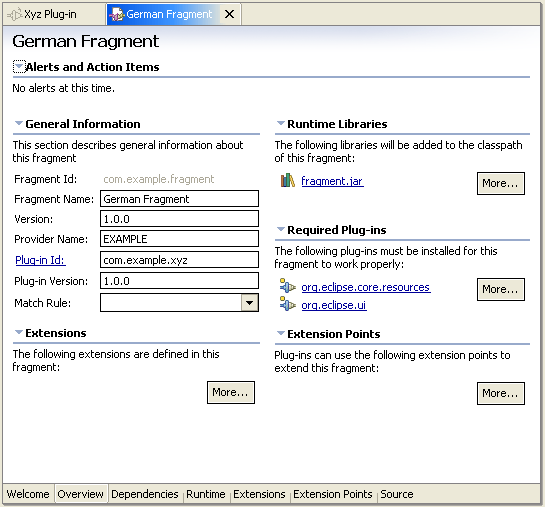 Xyz Plug-in
German Fragment
German Fragment
Alerts and Action Items
No alerts at this time.
General Information
This section describes general information about
this fragment
Fragment Id: com.example.fragment
Fragment Name: German Fragment
Version: 1.0.0
Provider Name: EXAMPLE
Plug-in Id: com.example.xyz
Plug-in Version: 1.0.0
Match Rule:
Extensions
The following extensions are defined in this
fragment:
More...
Runtime Libraries
The following libraries will be added to the classpath
of this fragment:
fragment.jar
More...
Required Plug-ins
The following plug-ins must be installed for this
fragment to work properly:
org.eclipse.core.resources
More...
org.eclipse.ui
Extension Points
Plug-ins can use the following extension points to
extend this fragment:
More...
Welcome Overview Dependencies Runtime Extensions Extension Points Source